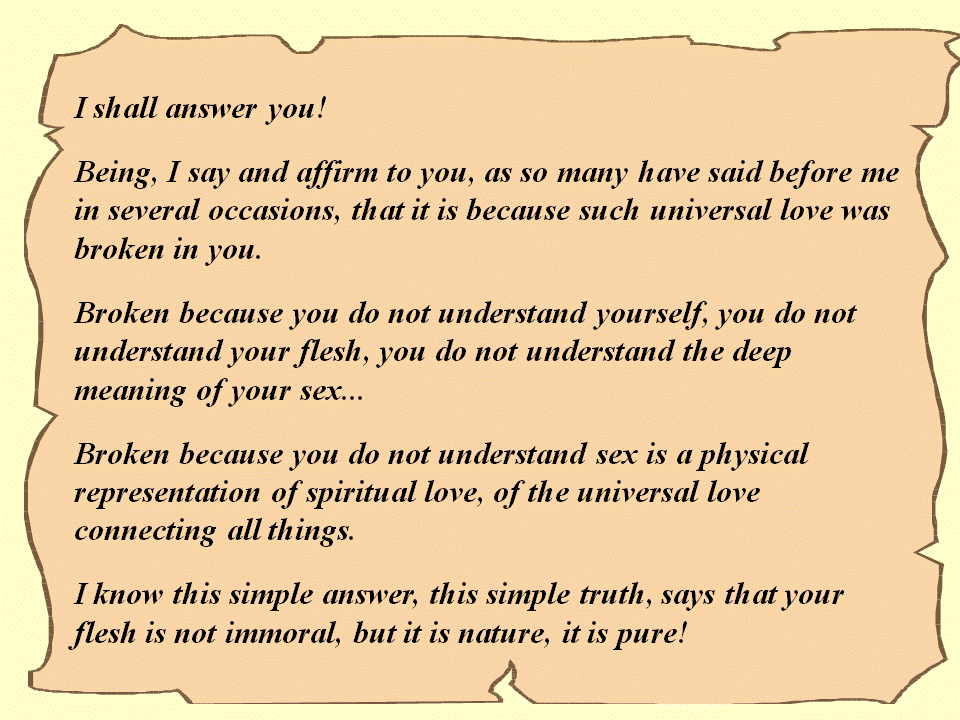 I shall answer you!
Being, I say and affirm to you, as so many have said before me
in several occasions, that it is because such universal love was
broken in you.
Broken because you do not understand yourself, you do not
understand your flesh, you do not understand the deep
meaning of your sex...
Broken because you do not understand sex is a physical
representation of spiritual love, of the universal love
connecting all things.
I know this simple answer, this simple truth, says that your
flesh is not immoral, but it is nature, it is pure!